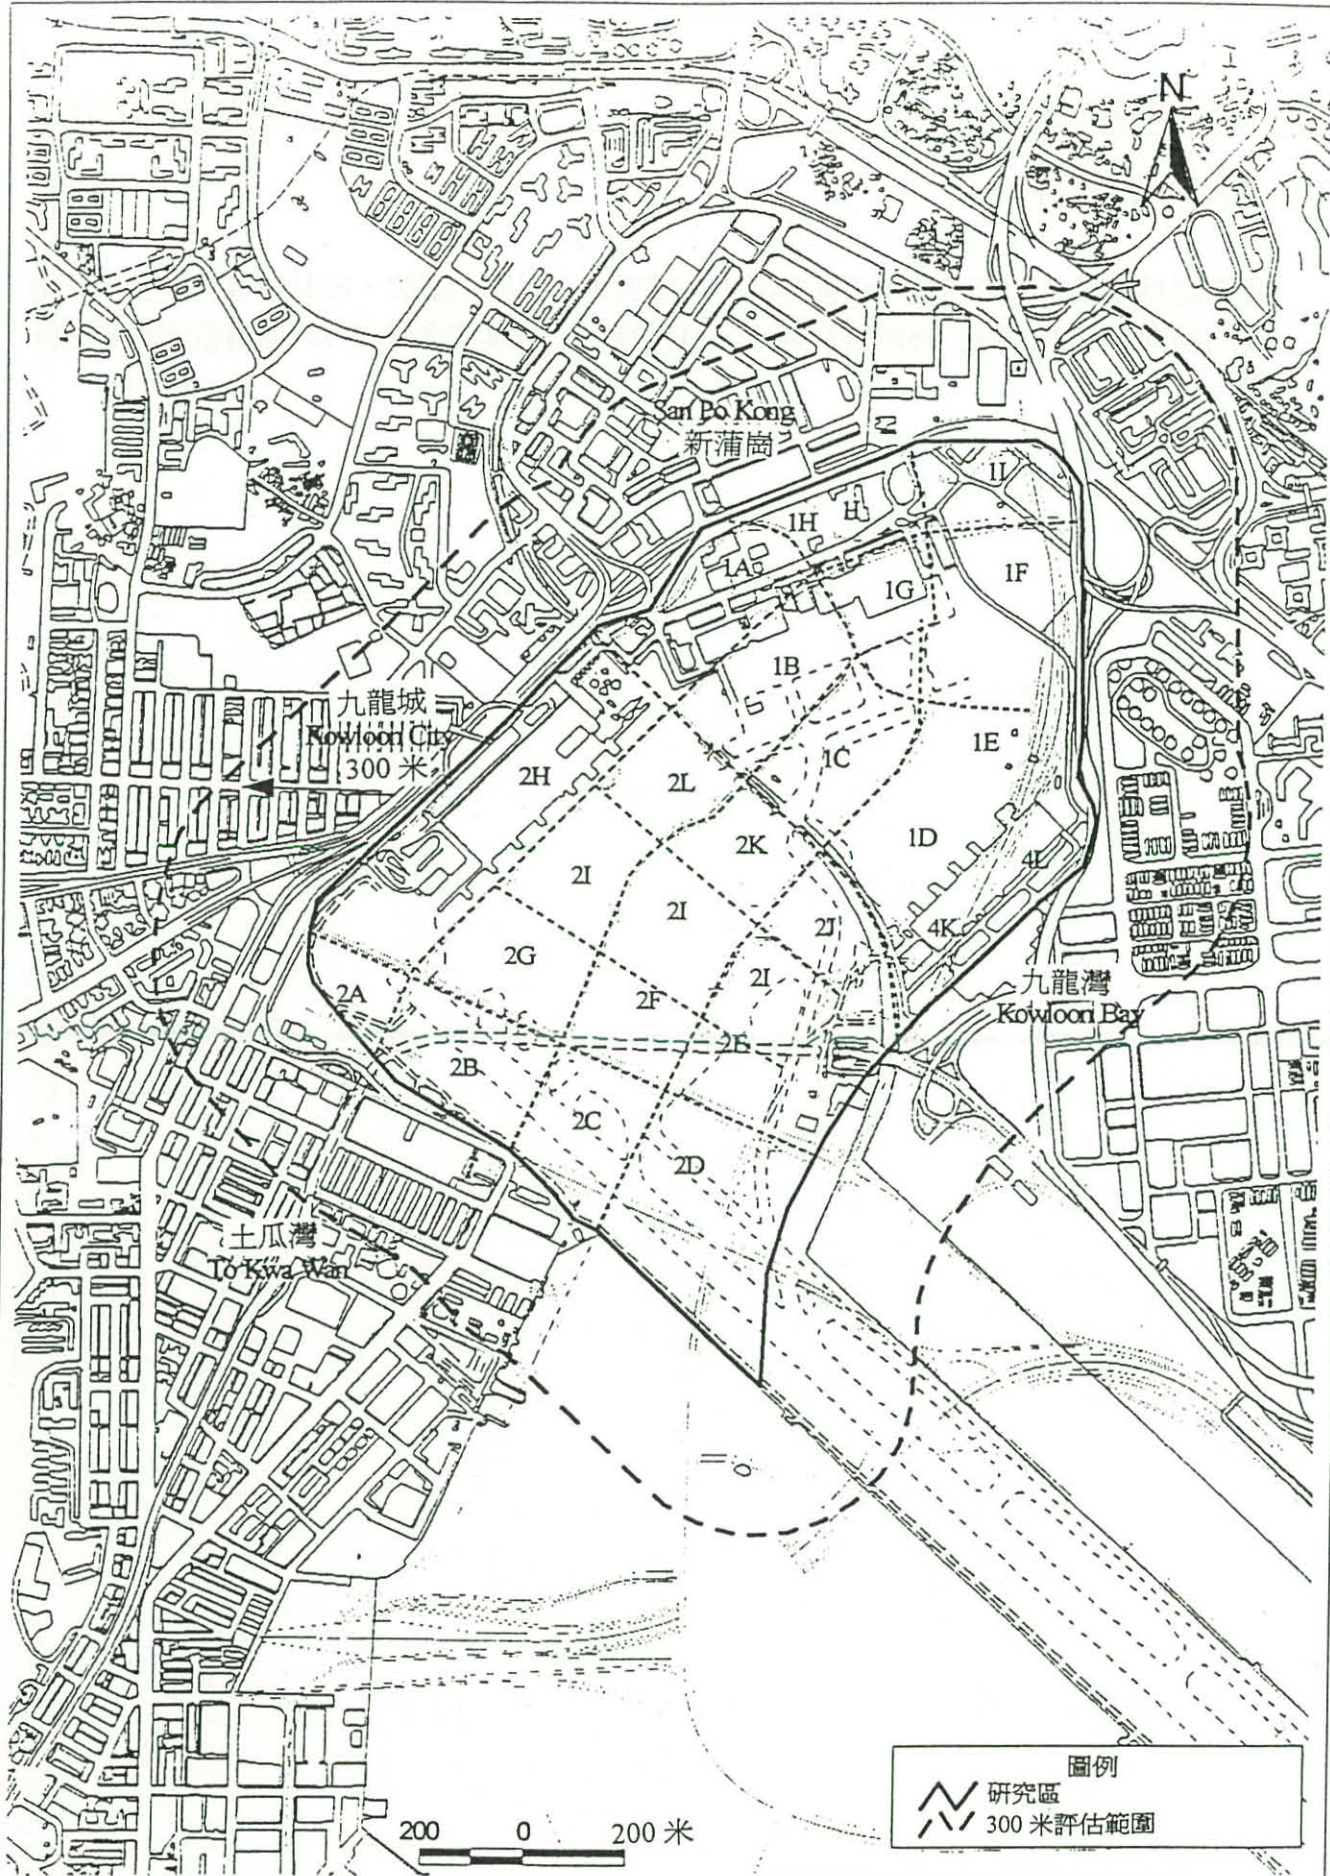 N
San Po Kong
新蒲崗
1I
1H
H
1A
1G
1F
1B
九龍城
Kowloon City
300 米
1C
1E
2H
2L
2K
1D
4L
2I
2I
2J
4K
2G
2I
九龍灣
Kowloon Bay
2A
2F
2E
2B
2C
2D
土瓜灣
To Kwa Wan
圖例
研究區
300 米評估範圍
200 0 200 米